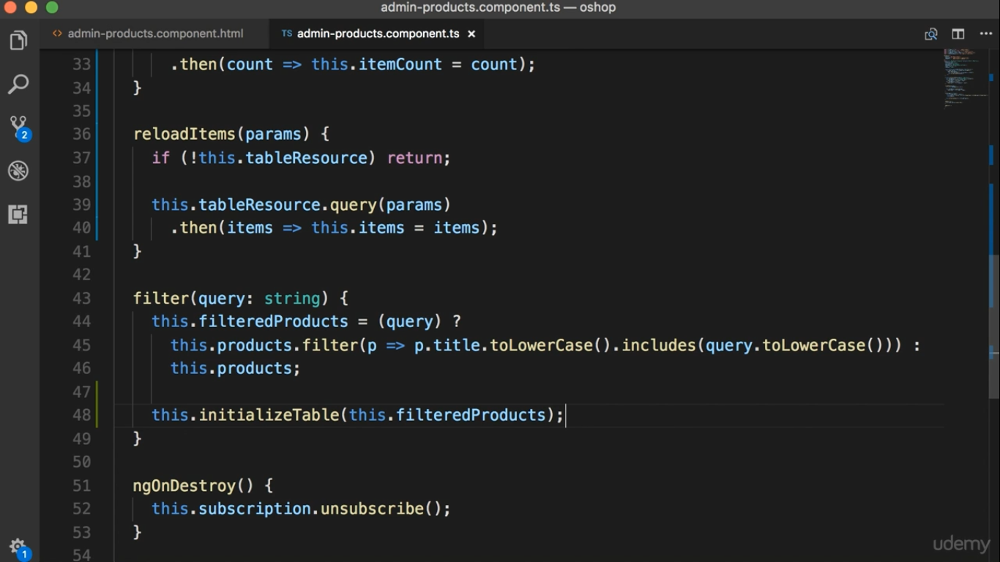 admin-products.component.ts — oshop
<> admin-products.component.html TS admin-products.component.ts ×
33 .then(count => this.itemCount = count);
34 }
35
36 reloadItems(params) {
37 if (!this.tableResource) return;
38
39 this.tableResource.query(params)
40 .then(items => this.items = items);
41 }
42
43 filter(query: string) {
44 this.filteredProducts = (query) ?
45 this.products.filter(p => p.title.toLowerCase().includes(query.toLowerCase())) :
46 this.products;
47
48 this.initializeTable(this.filteredProducts);
49 }
50
51 ngOnDestroy() {
52 this.subscription.unsubscribe();
53 }
54
2
1
udemy